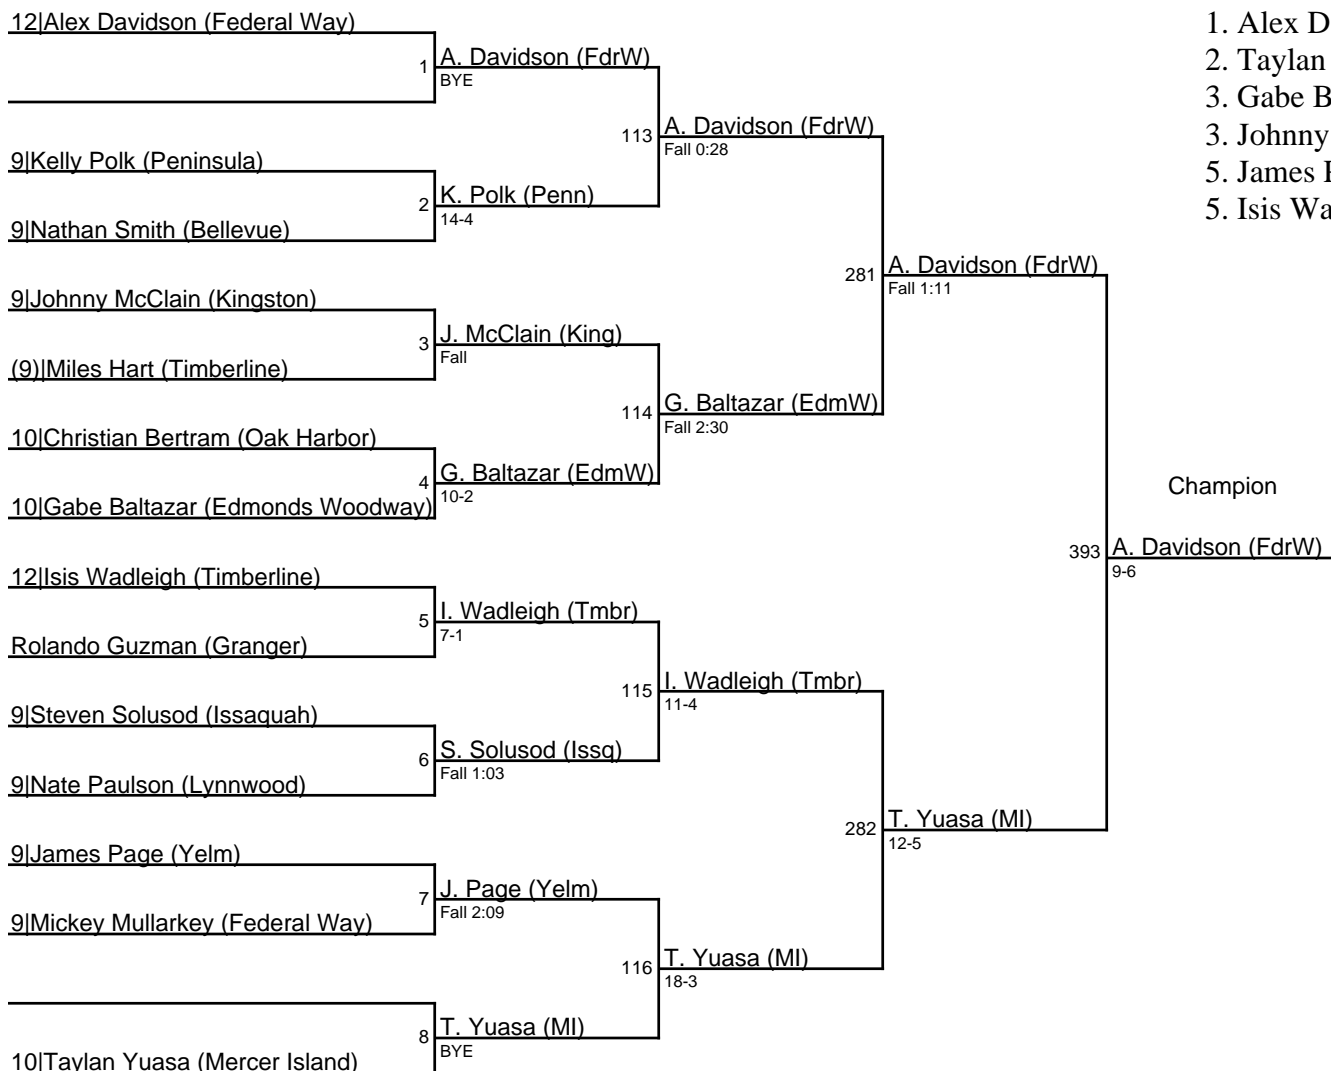 12|Alex Davidson (Federal Way)
1
A. Davidson (FdrW)
BYE
9|Kelly Polk (Peninsula)
2
K. Polk (Penn)
14-4
9|Nathan Smith (Bellevue)
113
A. Davidson (FdrW)
Fall 0:28
9|Johnny McClain (Kingston)
3
J. McClain (King)
Fall
(9)|Miles Hart (Timberline)
114
G. Baltazar (EdmW)
Fall 2:30
10|Christian Bertram (Oak Harbor)
4
G. Baltazar (EdmW)
10-2
10|Gabe Baltazar (Edmonds Woodway)
281
A. Davidson (FdrW)
Fall 1:11
12|Isis Wadleigh (Timberline)
5
I. Wadleigh (Tmbr)
7-1
Rolando Guzman (Granger)
115
I. Wadleigh (Tmbr)
11-4
9|Steven Solusod (Issaquah)
6
S. Solusod (Issq)
Fall 1:03
9|Nate Paulson (Lynnwood)
282
T. Yuasa (MI)
12-5
9|James Page (Yelm)
7
J. Page (Yelm)
Fall 2:09
9|Mickey Mullarkey (Federal Way)
116
T. Yuasa (MI)
18-3
8
T. Yuasa (MI)
BYE
10|Taylan Yuasa (Mercer Island)
Champion
393
A. Davidson (FdrW)
9-6
1. Alex D
2. Taylan
3. Gabe B
3. Johnny
5. James
5. Isis Wa